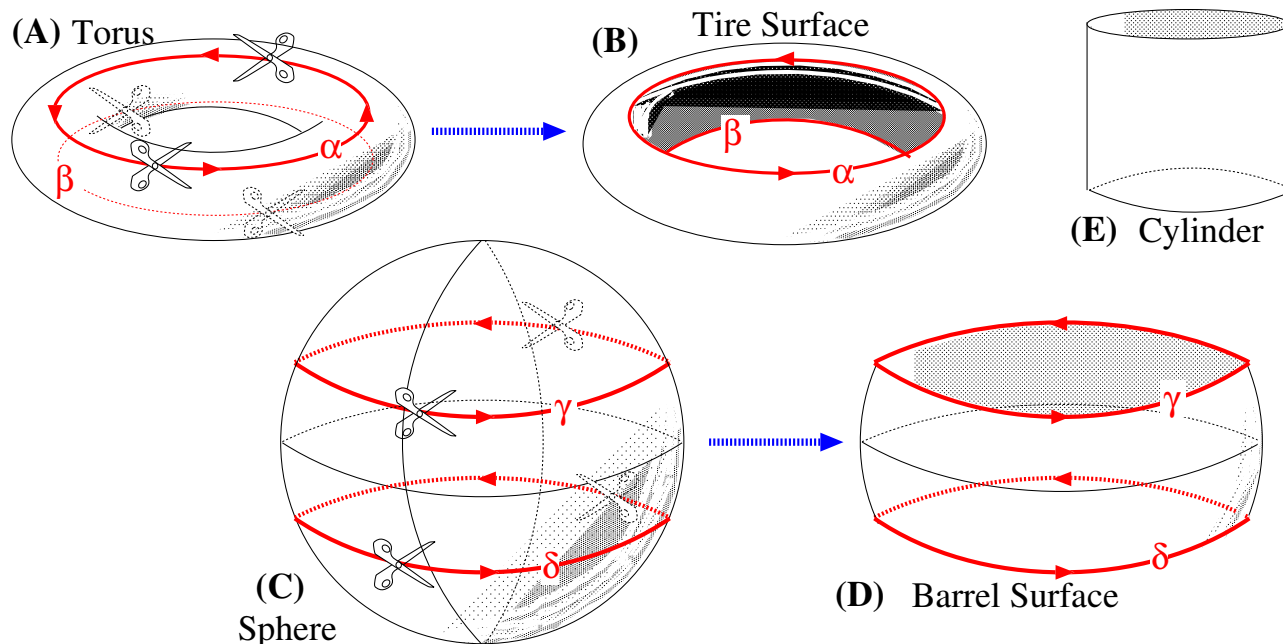 (A) Torus
α
β
(B) Tire Surface
β
α
(E) Cylinder
γ
δ
(C)
Sphere
γ
δ
(D) Barrel Surface